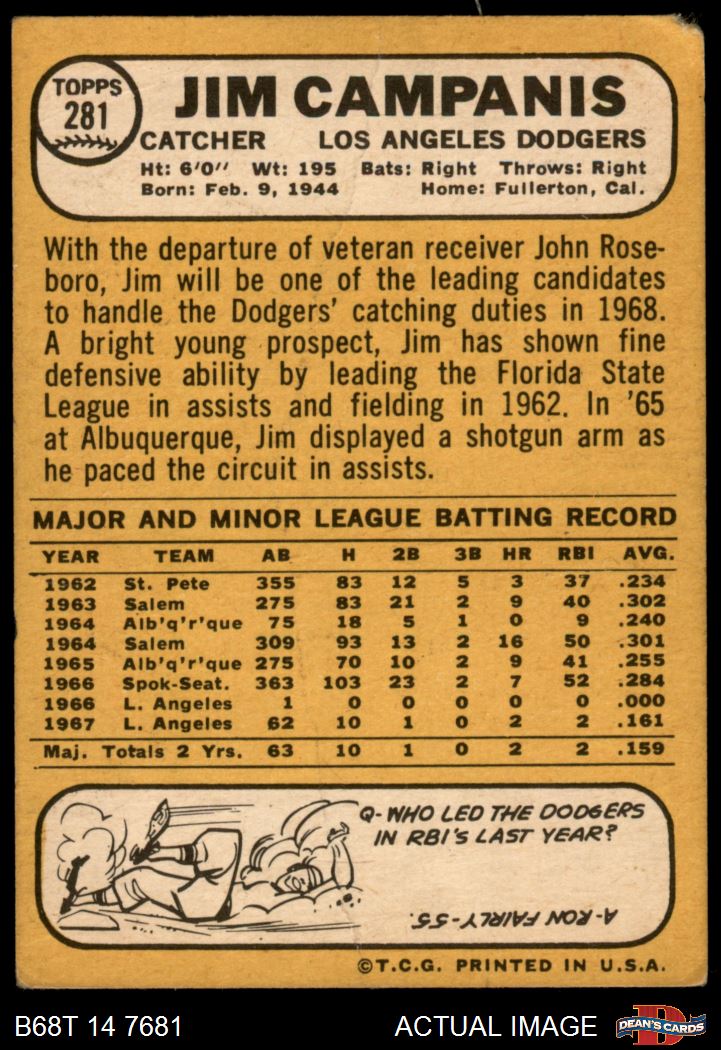 TOPPS
281
JIM CAMPANIS
CATCHER LOS ANGELES DODGERS
Ht: 6'0" Wt: 195 Bats: Right Throws: Right
Born: Feb. 9, 1944 Home: Fullerton, Cal.
With the departure of veteran receiver John Rose-
boro, Jim will be one of the leading candidates
to handle the Dodgers' catching duties in 1968.
A bright young prospect, Jim has shown fine
defensive ability by leading the Florida State
League in assists and fielding in 1962. In '65
at Albuquerque, Jim displayed a shotgun arm as
he paced the circuit in assists.
MAJOR AND MINOR LEAGUE BATTING RECORD
YEAR TEAM AB H 2B 3B HR RBI AVG.
1962 St. Pete 355 83 12 5 3 37 .234
1963 Salem 275 83 21 2 9 40 .302
1964 Alb'q'r'que 75 18 5 1 0 9 .240
1964 Salem 309 93 13 2 16 50 .301
1965 Alb'q'r'que 275 70 10 2 9 41 .255
1966 Spok-Seat. 363 103 23 2 7 52 .284
1966 L. Angeles 1 0 0 0 0 0 .000
1967 L. Angeles 62 10 1 0 2 2 .161
Maj. Totals 2 Yrs. 63 10 1 0 2 2 .159
Q-WHO LED THE DODGERS
IN RBI'S LAST YEAR?
A-RON FAIRLY-55.
©T.C.G. PRINTED IN U.S.A.
B68T 14 7681 ACTUAL IMAGE
D
DEAN'S CARDS